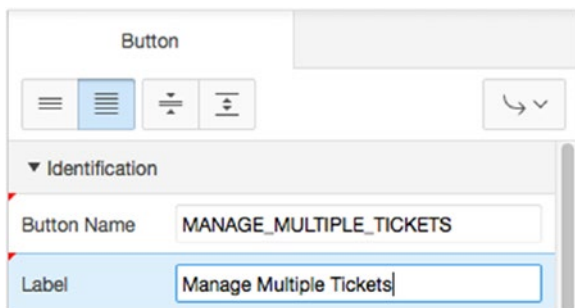 Button
Identification
Button Name MANAGE_MULTIPLE_TICKETS
Label Manage Multiple Tickets